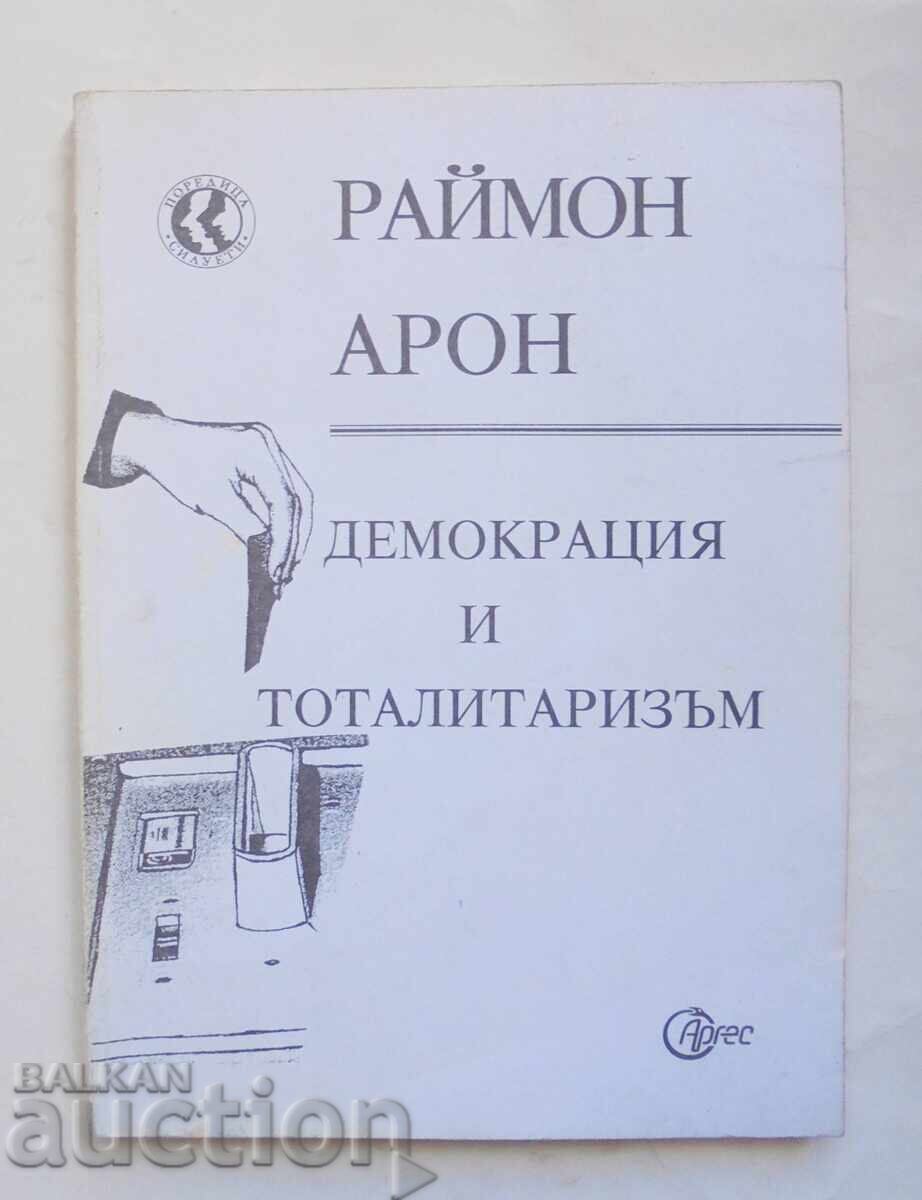 ПОРЕДИЦА
• СИЛУЕТИ •
РАЙМОН
АРОН
ДЕМОКРАЦИЯ
И
ТОТАЛИТАРИЗЪМ
Аргес
BALKAN
auction